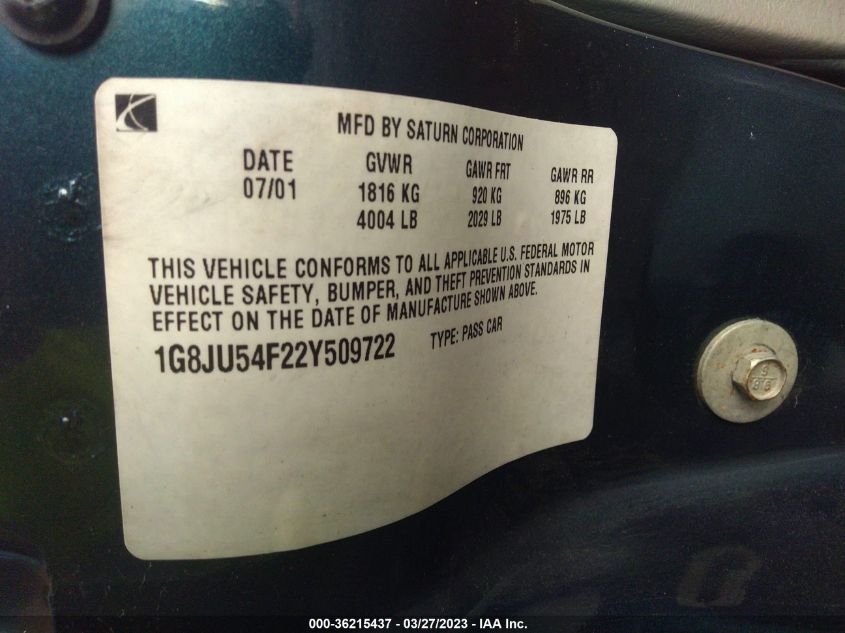 MFD BY SATURN CORPORATION
DATE GVWR GAWR FRT GAWR RR
07/01 1816 KG 920 KG 896 KG
4004 LB 2029 LB 1975 LB
THIS VEHICLE CONFORMS TO ALL APPLICABLE U.S. FEDERAL MOTOR
VEHICLE SAFETY, BUMPER, AND THEFT PREVENTION STANDARDS IN
EFFECT ON THE DATE OF MANUFACTURE SHOWN ABOVE.
1G8JU54F22Y509722 TYPE: PASS CAR
000-36215437 - 03/27/2023 - IAA Inc.